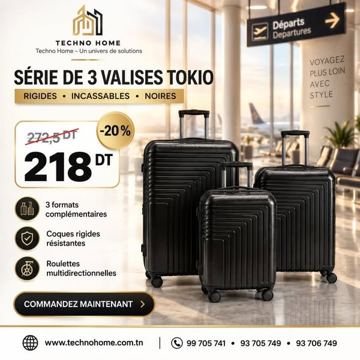 TECHNO HOME
Techno Home - Un univers de solutions
Départs
Departures
SÉRIE DE 3 VALISES TOKIO
RIGIDES • INCASSABLES • NOIRES
VOYAGEZ
PLUS LOIN
AVEC
STYLE
272,5 DT
-20%
218 DT
3 formats
complémentaires
Coques rigides
résistantes
Roulettes
multidirectionnelles
COMMANDEZ MAINTENANT >
www.technohome.com.tn
99 705 741 • 93 705 749 • 93 706 749